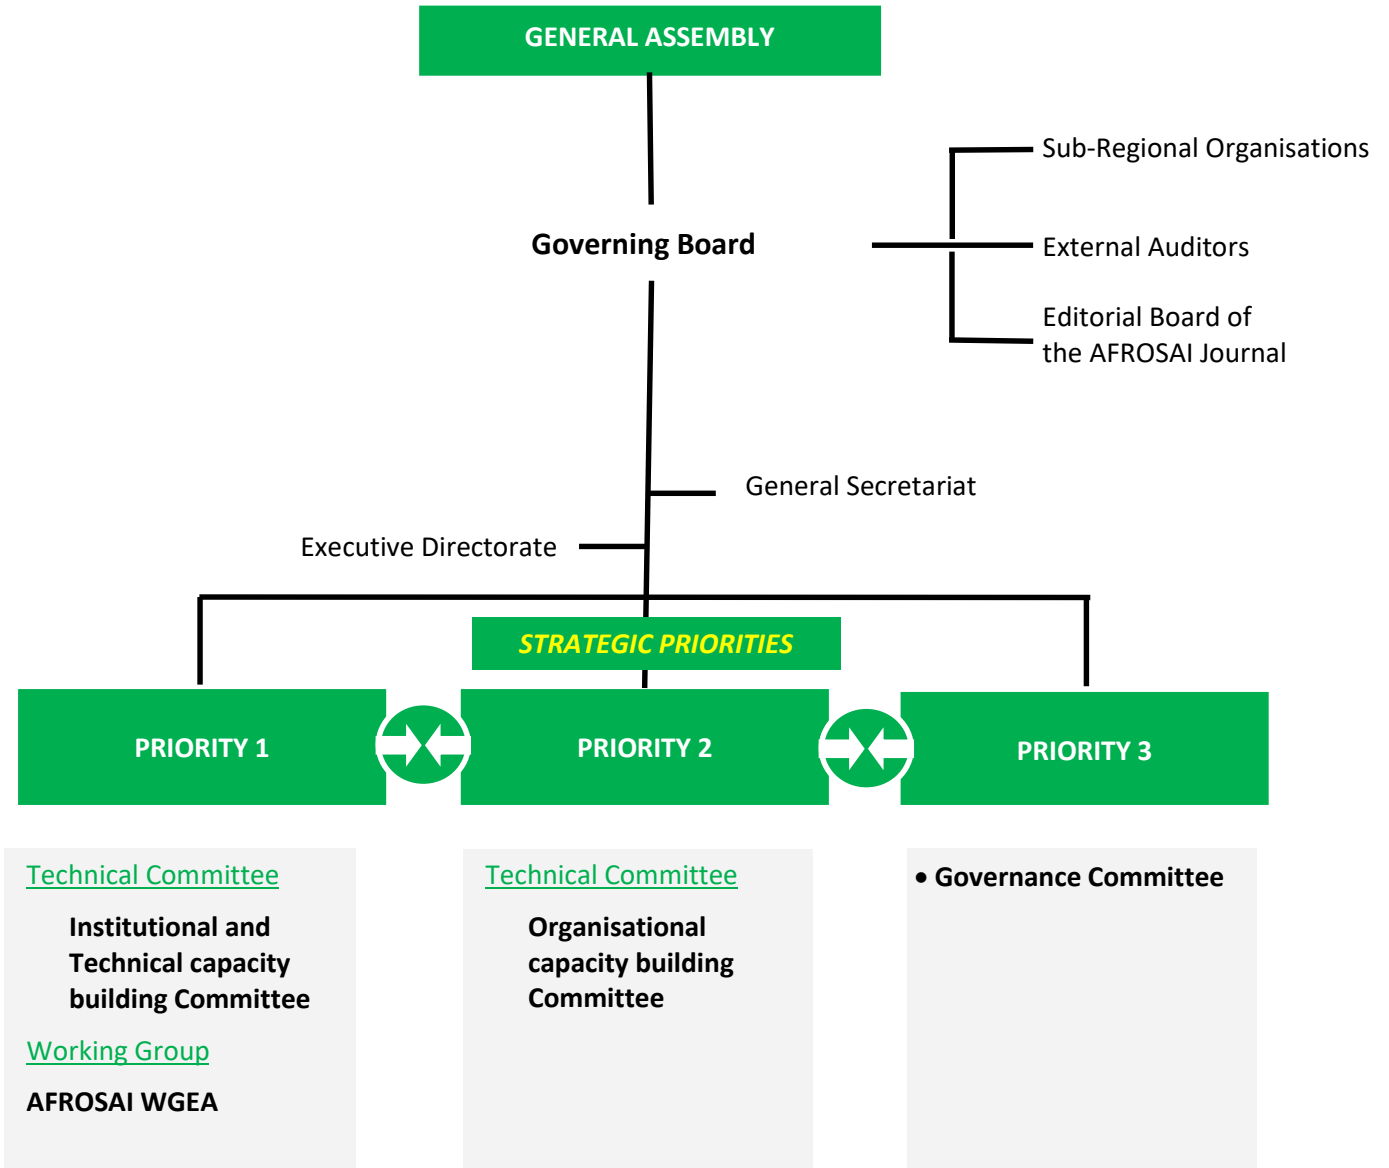 GENERAL ASSEMBLY
Sub-Regional Organisations
Governing Board
External Auditors
Editorial Board of
the AFROSAI Journal
General Secretariat
Executive Directorate
STRATEGIC PRIORITIES
PRIORITY 1
PRIORITY 2
PRIORITY 3
Technical Committee
Institutional and
Technical capacity
building Committee
Working Group
AFROSAI WGEA
Technical Committee
Organisational
capacity building
Committee
• Governance Committee